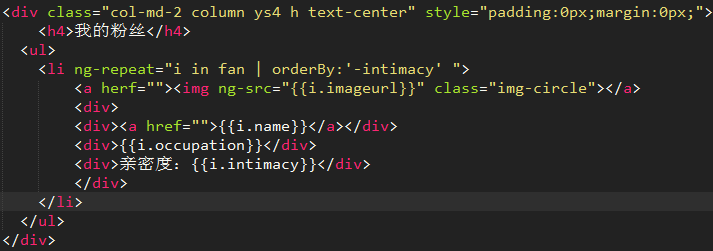 <div class="col-md-2 column ys4 h text-center" style="padding:0px;margin:0px;">
<h4>我的粉丝</h4>
<ul>
<li ng-repeat="i in fan | orderBy:'-intimacy' ">
<a herf=""><img ng-src="{{i.imageurl}}" class="img-circle"></a>
<div>
<div><a href="">{{i.name}}</a></div>
<div>{{i.occupation}}</div>
<div>亲密度：{{i.intimacy}}</div>
</div>
</li>
</ul>
</div>